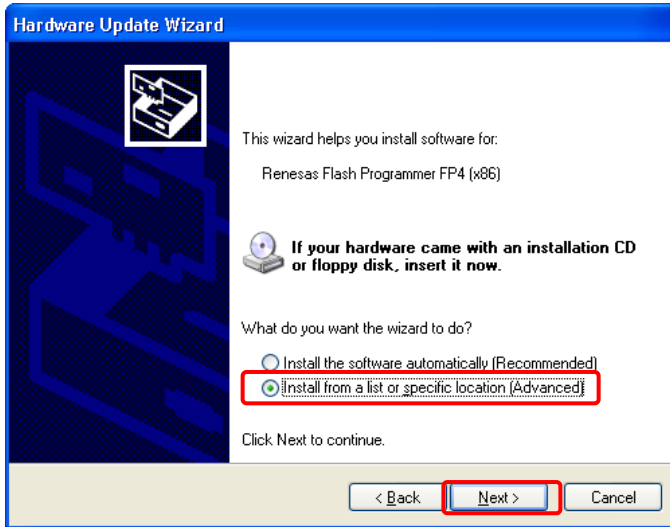 Hardware Update Wizard
This wizard helps you install software for:
Renesas Flash Programmer FP4 (x86)
If your hardware came with an installation CD
or floppy disk, insert it now.
What do you want the wizard to do?
Install the software automatically (Recommended)
Install from a list or specific location (Advanced)
Click Next to continue.
< Back Next > Cancel